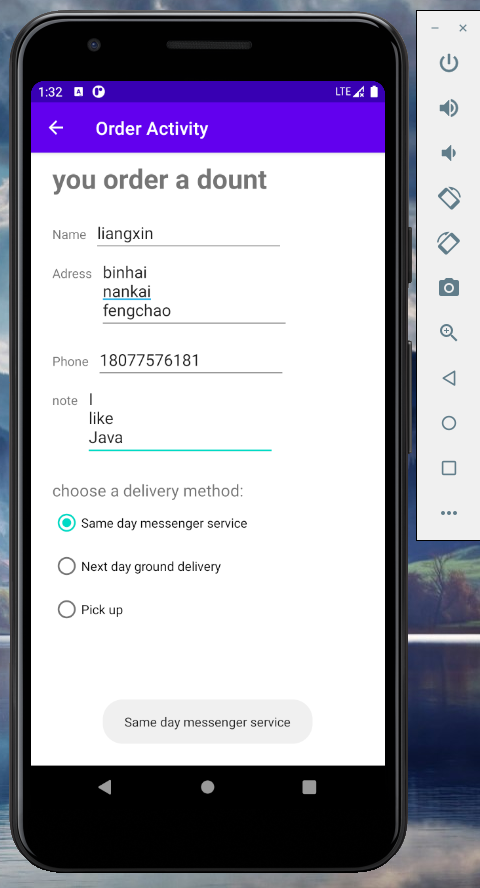 1:32
LTE
Order Activity
you order a dount
Name liangxin
Adress binhai
nankai
fengchao
Phone 18077576181
note I
like
Java
choose a delivery method:
Same day messenger service
Next day ground delivery
Pick up
Same day messenger service